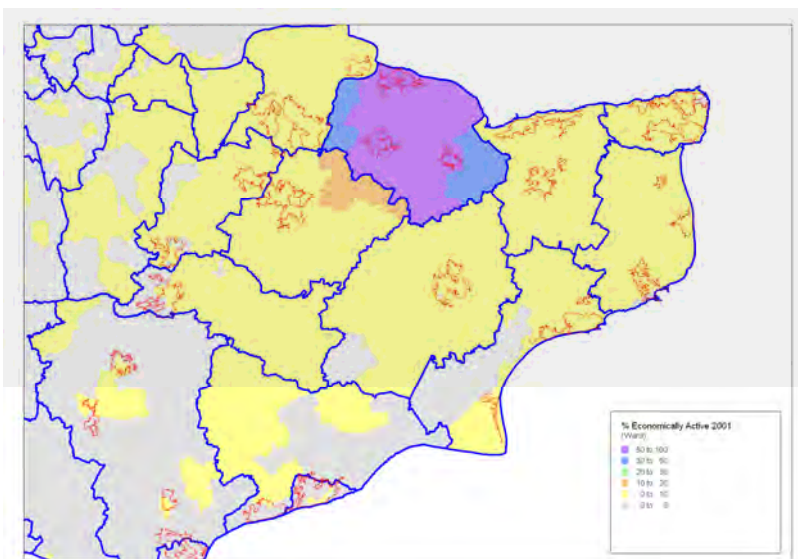 % Economically Active 2001
(Ward)
50 to 100
30 to 50
20 to 30
10 to 20
0 to 10
0 to 0